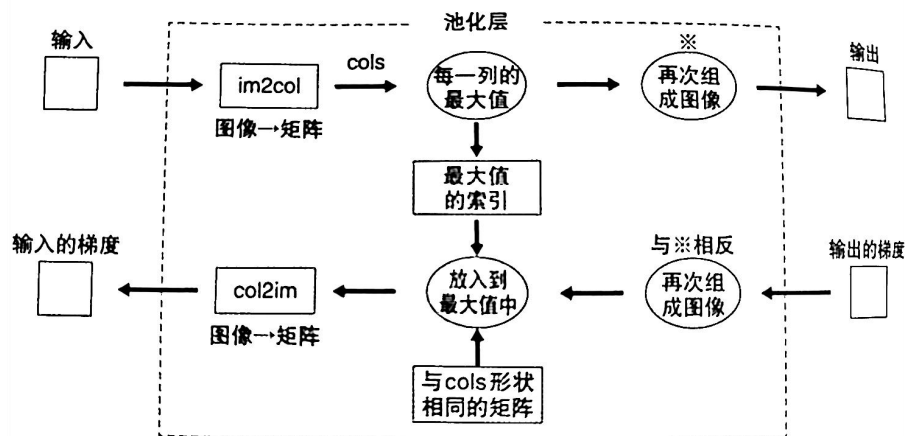 池化层
输入
im2col
图像→矩阵
cols
每一列的
最大值
※
再次组
成图像
输出
最大值
的索引
输入的梯度
col2im
图像→矩阵
放入到
最大值中
与※相反
再次组
成图像
输出的梯度
与cols形状
相同的矩阵